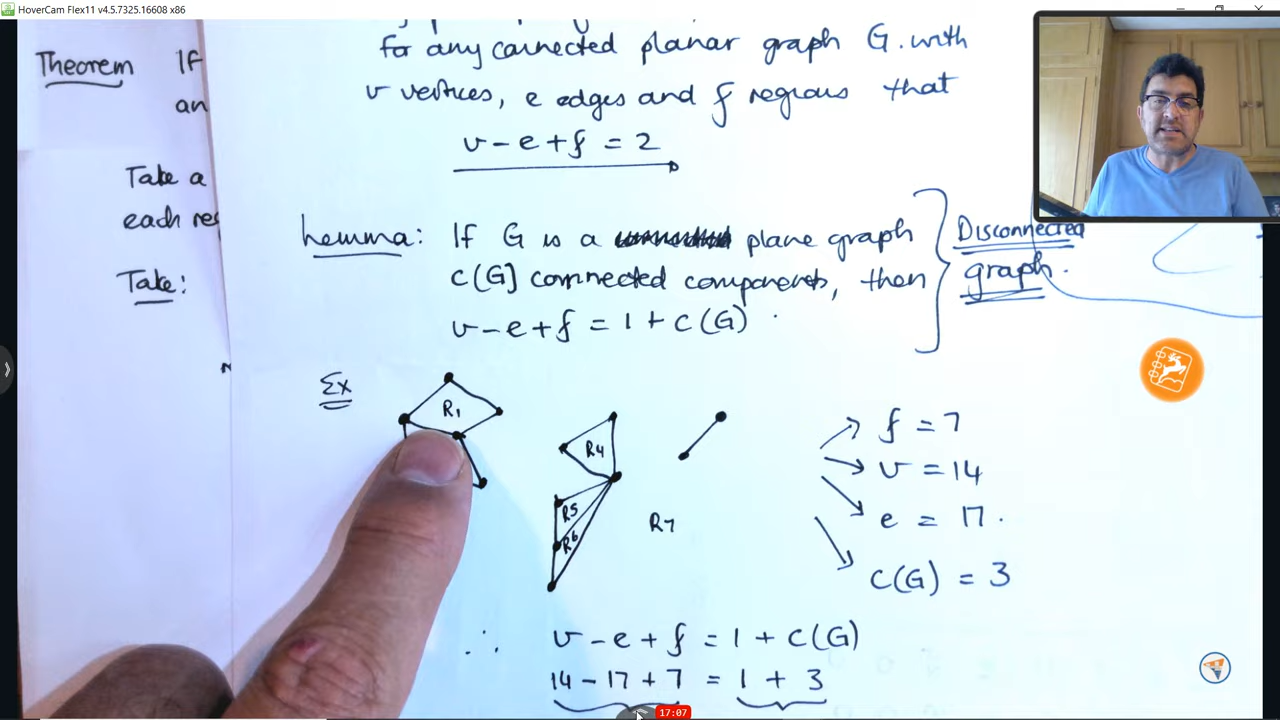 HoverCam Flex11 v4.5.7325.16608 x86
Theorem If
an
Take a
each reg
Take:
for any connected planar graph G. with
v vertices, e edges and f regions that
v - e + f = 2
Lemma: If G is a plane graph
C(G] connected components, then
v - e + f = 1 + C(G)
Disconnected
graph.
Ex
R1
R4
R5
R6
R7
f = 7
v = 14
e = 17.
C(G) = 3
∴ v - e + f = 1 + C(G)
14 - 17 + 7 = 1 + 3
17:07